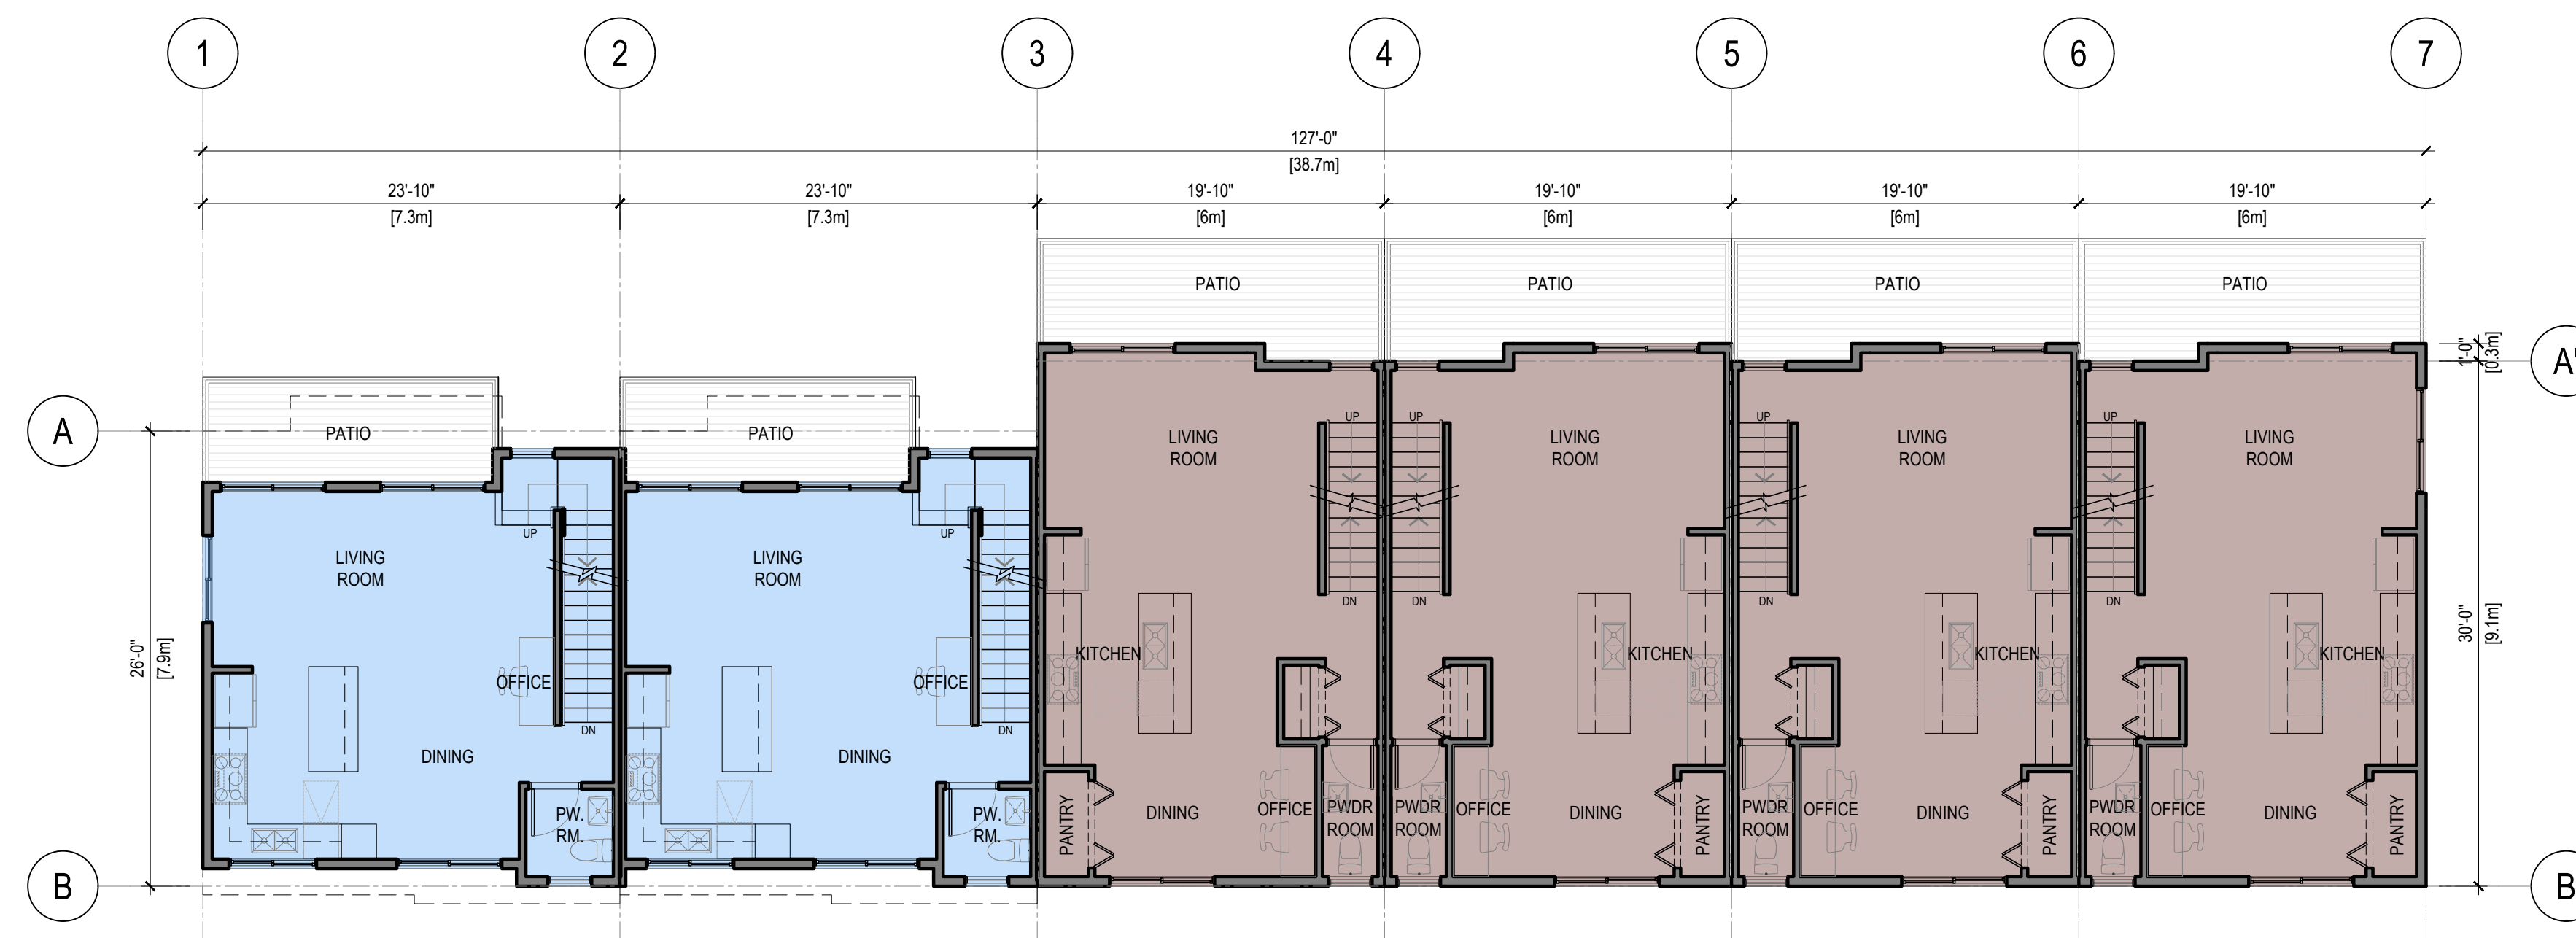 1 2 3 4 5 6 7
127'-0"
[38.7m]
23'-10" 23'-10" 19'-10" 19'-10" 19'-10" 19'-10"
[7.3m] [7.3m] [6m] [6m] [6m] [6m]
PATIO PATIO PATIO PATIO
1'-0"
[0.3m]
A'
UP UP UP UP
A PATIO PATIO
LIVING LIVING LIVING LIVING
ROOM ROOM ROOM ROOM
UP UP
LIVING LIVING
ROOM ROOM
DN DN DN DN
26'-0"
[7.9m]
30'-0"
[9.1m]
KITCHEN KITCHEN KITCHEN KITCHEN
OFFICE OFFICE
DN DN
DINING DINING
PW. PW.
RM. RM.
PANTRY DINING OFFICE PWDR PWDR OFFICE DINING PANTRY PWDR OFFICE DINING PANTRY PWDR OFFICE DINING PANTRY
ROOM ROOM ROOM ROOM
B B